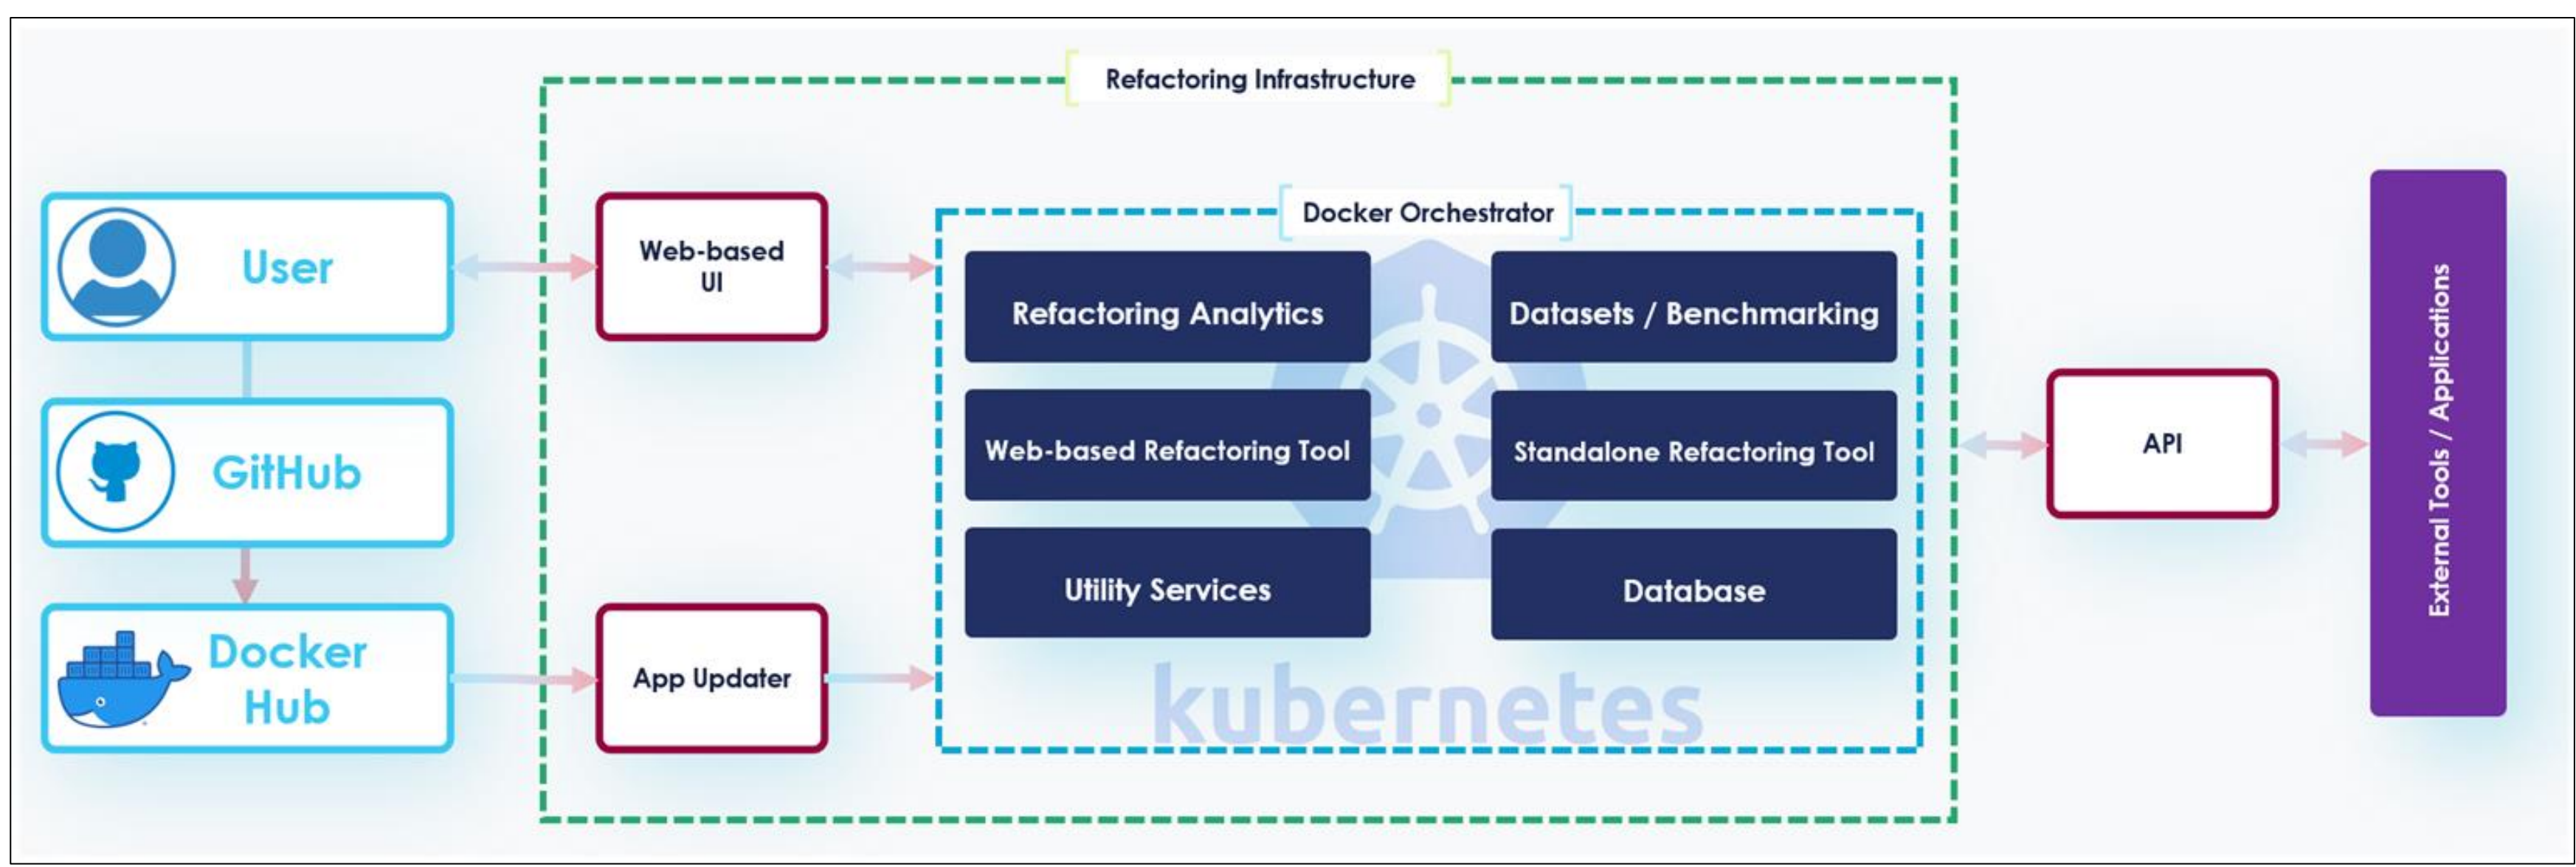 Refactoring Infrastructure
User
Web-based
UI
Docker Orchestrator
Refactoring Analytics
Datasets / Benchmarking
GitHub
Web-based Refactoring Tool
Standalone Refactoring Tool
API
External Tools / Applications
Docker
Hub
App Updater
Utility Services
Database
kubernetes